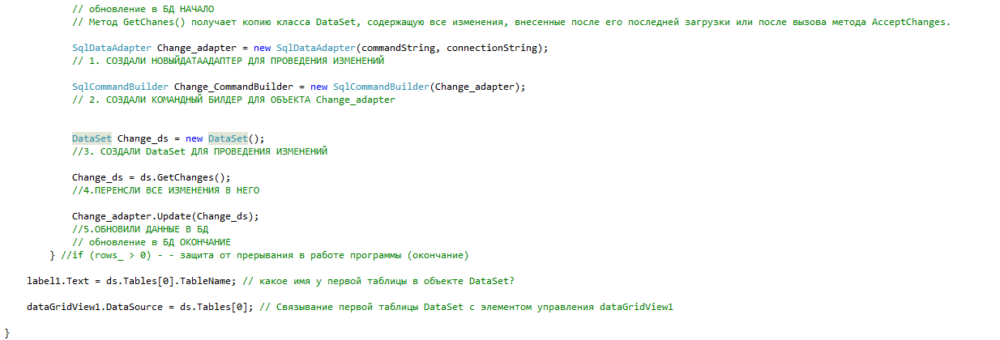 // обновление в БД НАЧАЛО
// Метод GetChanes() получает копию класса DataSet, содержащую все изменения, внесенные после его последней загрузки или после вызова метода AcceptChanges.
SqlDataAdapter Change_adapter = new SqlDataAdapter(commandString, connectionString);
// 1. СОЗДАЛИ НОВЫЙДАТААДАПТЕР ДЛЯ ПРОВЕДЕНИЯ ИЗМЕНЕНИЙ
SqlCommandBuilder Change_CommandBuilder = new SqlCommandBuilder(Change_adapter);
// 2. СОЗДАЛИ КОМАНДНЫЙ БИЛДЕР ДЛЯ ОБЪЕКТА Change_adapter
DataSet Change_ds = new DataSet();
//3. СОЗДАЛИ DataSet ДЛЯ ПРОВЕДЕНИЯ ИЗМЕНЕНИЙ
Change_ds = ds.GetChanges();
//4.ПЕРЕНСЛИ ВСЕ ИЗМЕНЕНИЯ В НЕГО
Change_adapter.Update(Change_ds);
//5.ОБНОВИЛИ ДАННЫЕ В БД
// обновление в БД ОКОНЧАНИЕ
} //if (rows_ > 0) - - защита от прерывания в работе программы (окончание)
label1.Text = ds.Tables[0].TableName; // какое имя у первой таблицы в объекте DataSet?
dataGridView1.DataSource = ds.Tables[0]; // Связывание первой таблицы DataSet с элементом управления dataGridView1
}